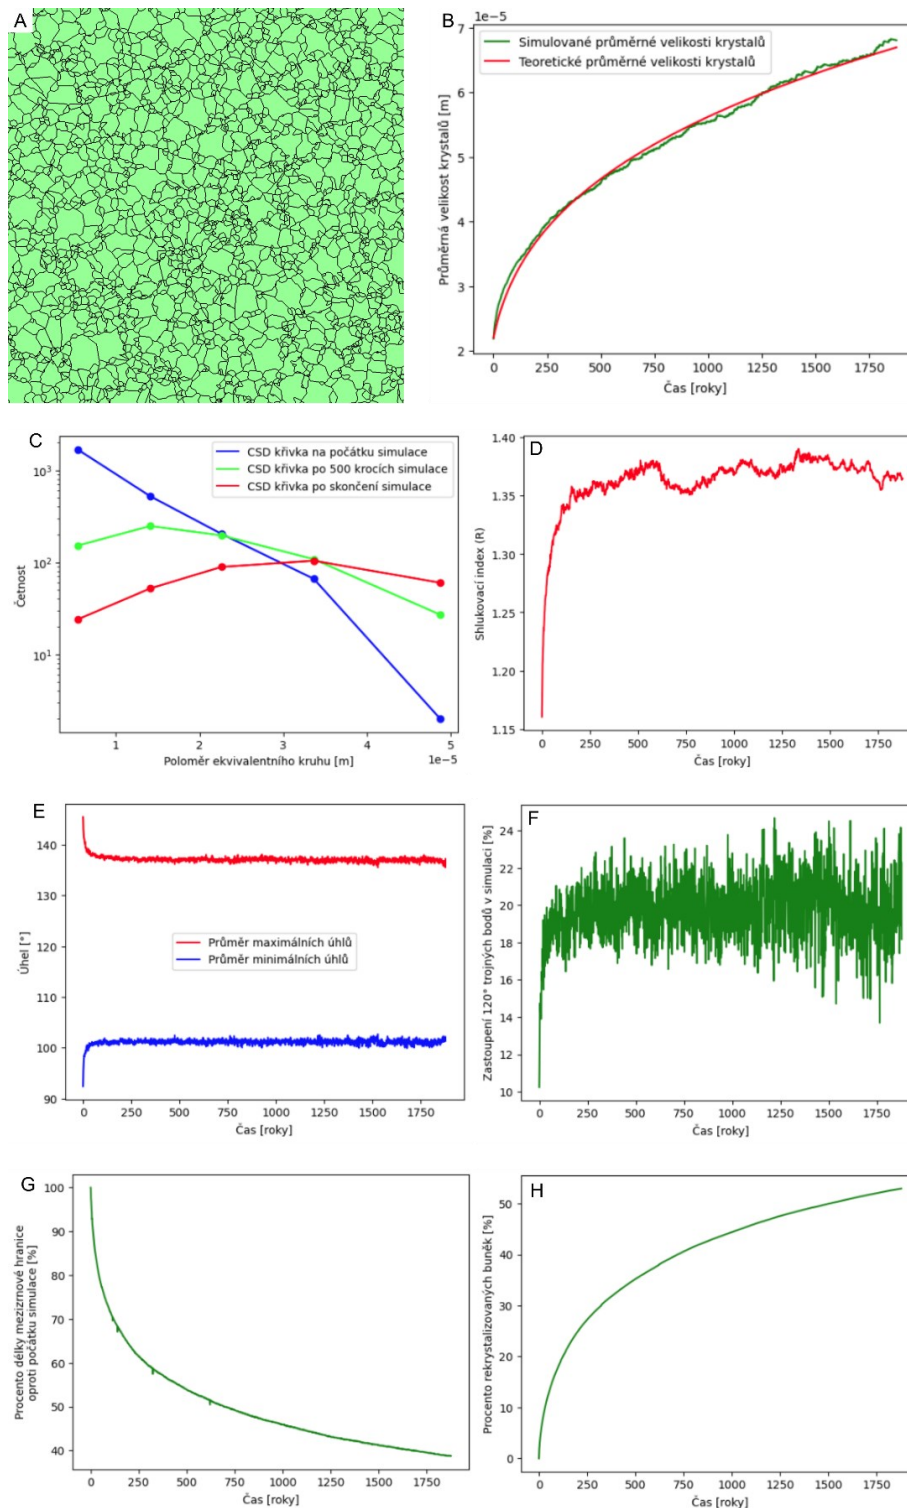 A
B
1e−5
7
6
5
4
3
2
Průměrná velikost krystalů [m]
Simulované průměrné velikosti krystalů
Teoretické průměrné velikosti krystalů
0 250 500 750 1000 1250 1500 1750
Čas [roky]
C
10³
10²
10¹
Četnost
CSD křivka na počátku simulace
CSD křivka po 500 krocích simulace
CSD křivka po skončení simulace
1 2 3 4 5
1e−5
Poloměr ekvivalentního kruhu [m]
D
1.40
1.35
1.30
1.25
1.20
1.15
Shlukovací index (R)
0 250 500 750 1000 1250 1500 1750
Čas [roky]
E
140
130
120
110
100
90
Úhel [°]
Průměr maximálních úhlů
Průměr minimálních úhlů
0 250 500 750 1000 1250 1500 1750
Čas [roky]
F
24
22
20
18
16
14
12
10
Zastoupení 120° trojných bodů v simulaci [%]
0 250 500 750 1000 1250 1500 1750
Čas [roky]
G
100
90
80
70
60
50
40
Procento délky mezizrnné hranice
oproti počátku simulace [%]
0 250 500 750 1000 1250 1500 1750
Čas [roky]
H
50
40
30
20
10
0
Procento rekrystalizovaných buněk [%]
0 250 500 750 1000 1250 1500 1750
Čas [roky]